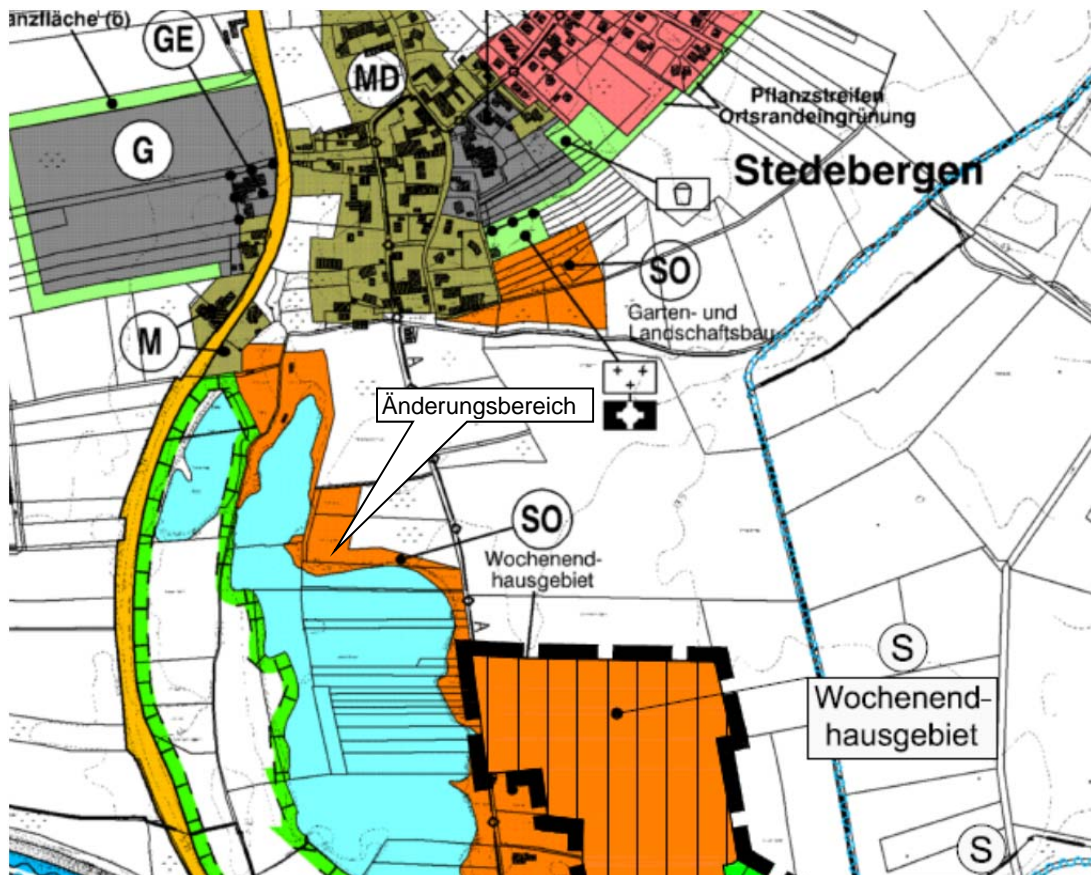 anzfläche (ö)
GE
MD
G
Pflanzstreifen
Ortsrandeingrünung
Stedebergen
SO
Garten- und
Landschaftsbau
M
Änderungsbereich
SO
Wochenend-
hausgebiet
S
Wochenend-
hausgebiet
S